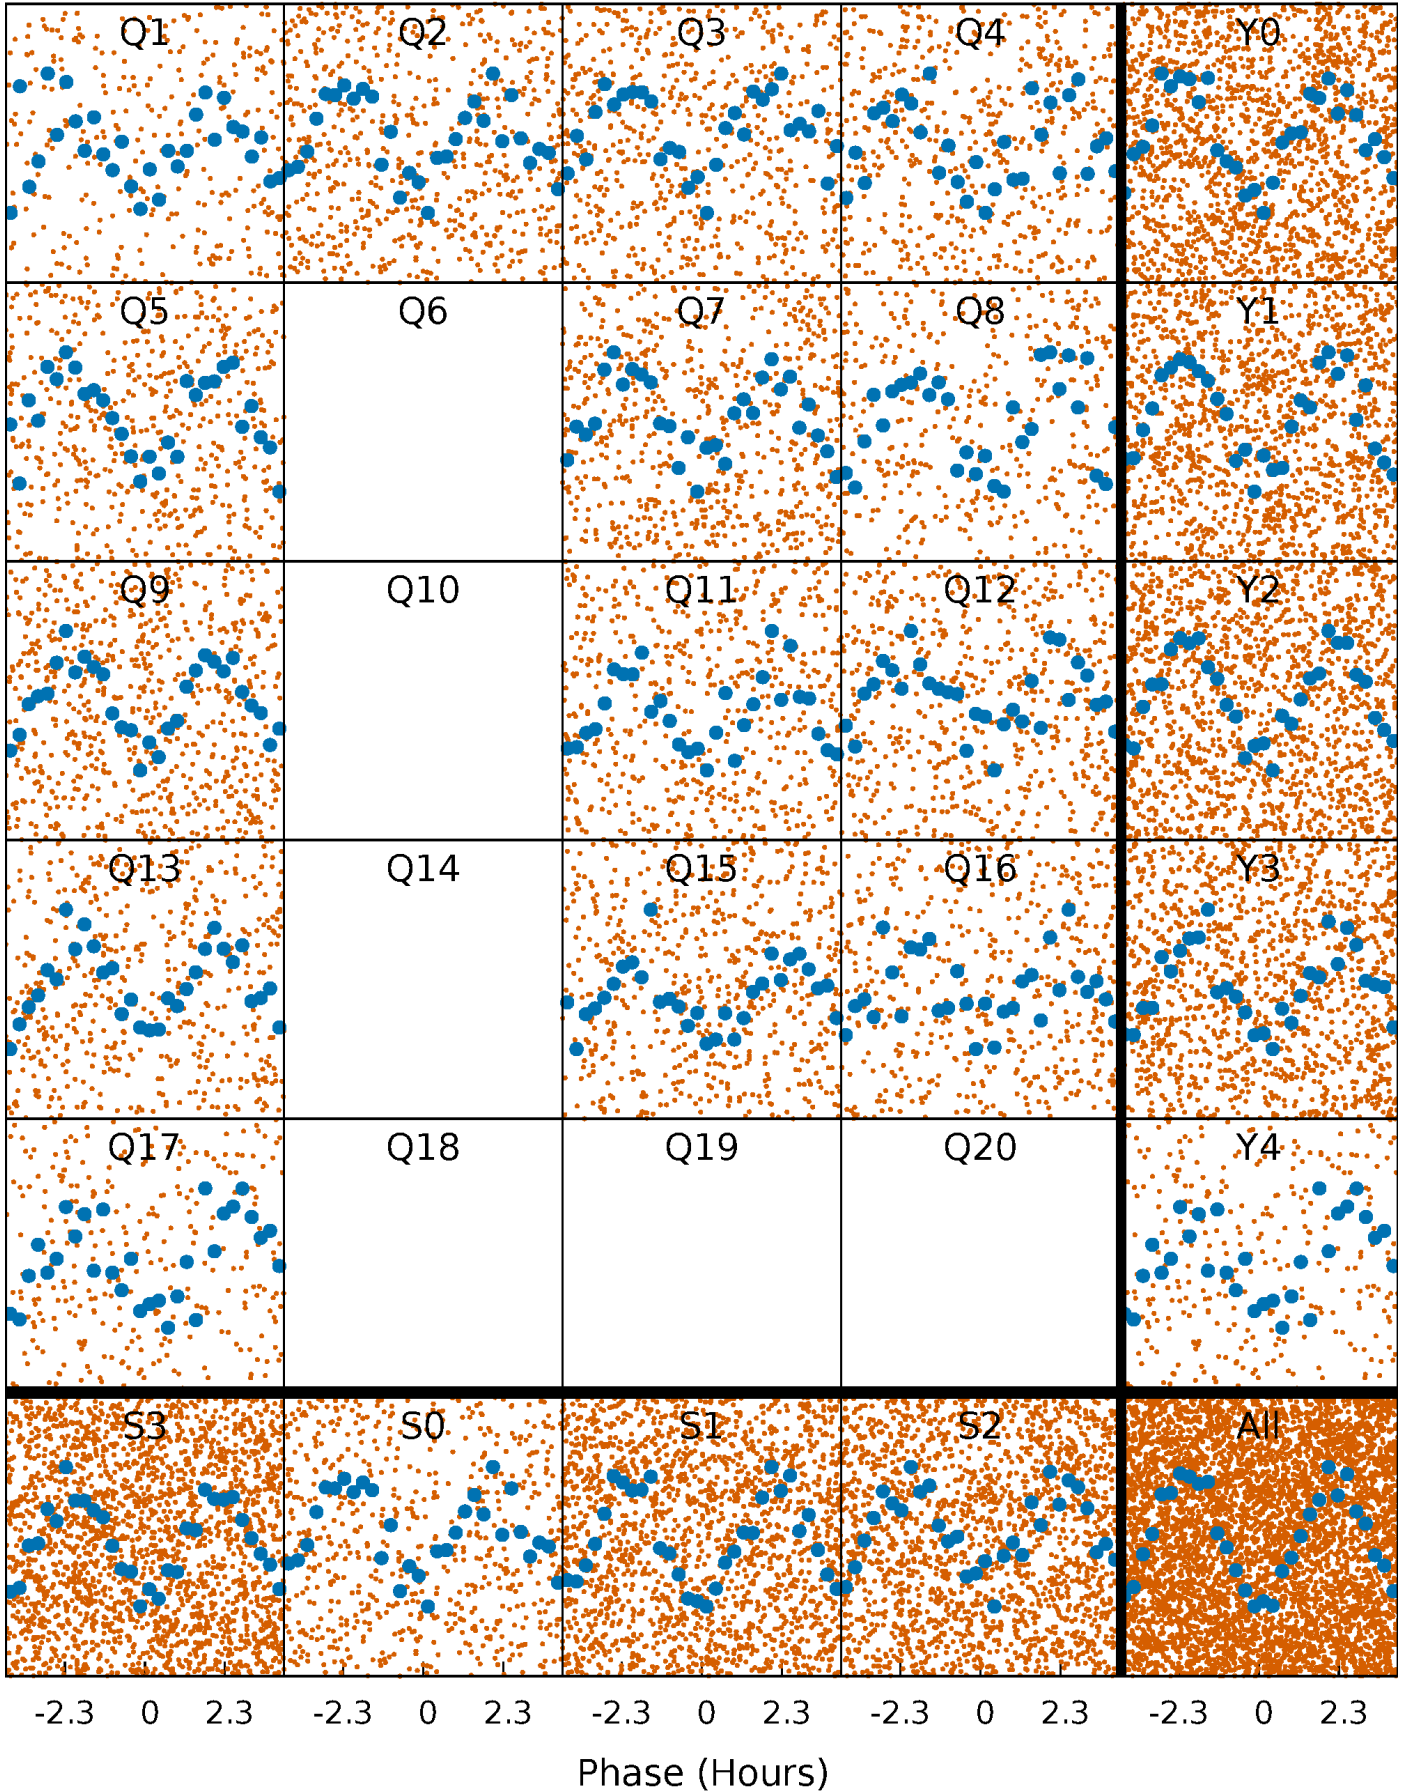 Q1 Q2 Q3 Q4 Y0
Q5 Q6 Q7 Q8 Y1
Q9 Q10 Q11 Q12 Y2
Q13 Q14 Q15 Q16 Y3
Q17 Q18 Q19 Q20 Y4
S3 S0 S1 S2 All
-2.3 0 2.3 -2.3 0 2.3 -2.3 0 2.3 -2.3 0 2.3 -2.3 0 2.3
Phase (Hours)